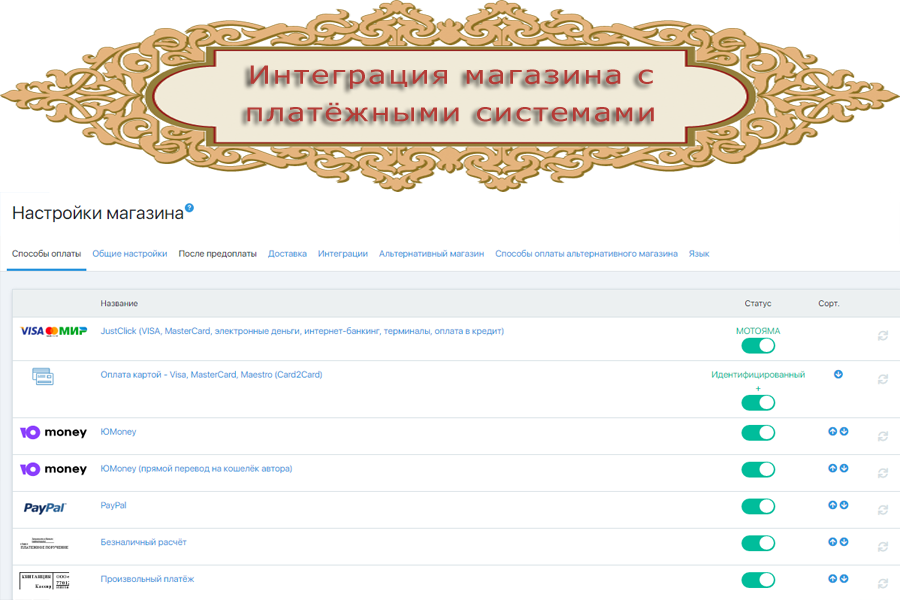 Интеграция магазина с
платёжными системами
Настройки магазина
Способы оплаты Общие настройки После предоплаты Доставка Интеграции Альтернативный магазин Способы оплаты альтернативного магазина Язык
Название Статус Сорт.
VISA МИР JustClick (VISA, MasterCard, электронные деньги, интернет-банкинг, терминалы, оплата в кредит) МОТОЯМА
Оплата картой - Visa, MasterCard, Maestro (Card2Card) Идентифицированный
+
Ю money ЮMoney
Ю money ЮMoney (прямой перевод на кошелёк автора)
PayPal PayPal
ПЛАТЕЖНОЕ ПОРУЧЕНИЕ Безналичный расчёт
КВИТАНЦИЯ ООО Произвольный платёж
Кассир